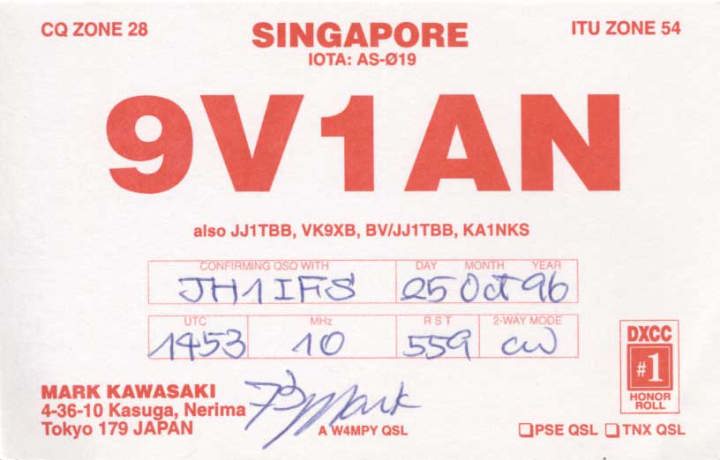 CQ ZONE 28
SINGAPORE
ITU ZONE 54
IOTA: AS-Ø19
9V1AN
also JJ1TBB, VK9XB, BV/JJ1TBB, KA1NKS
CONFIRMING QSO WITH DAY MONTH YEAR
JH1IFS 25 Oct 96
UTC MHz R S T 2-WAY MODE
1453 10 559 CW
DXCC
#1
HONOR
ROLL
MARK KAWASAKI
4-36-10 Kasuga, Nerima
Tokyo 179 JAPAN
Mark
A W4MPY QSL
PSE QSL TNX QSL